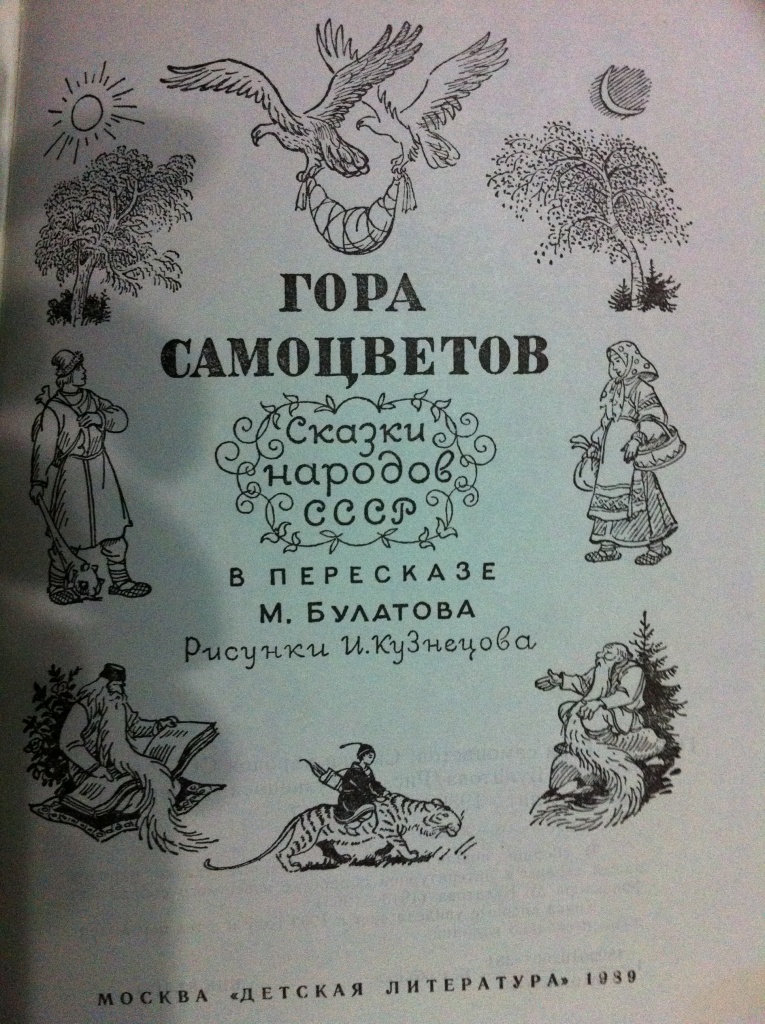 ГОРА
САМОЦВЕТОВ
Сказки
народов
СССР
В ПЕРЕСКАЗЕ
М. БУЛАТОВА
Рисунки И. Кузнецова
МОСКВА «ДЕТСКАЯ ЛИТЕРАТУРА» 1989